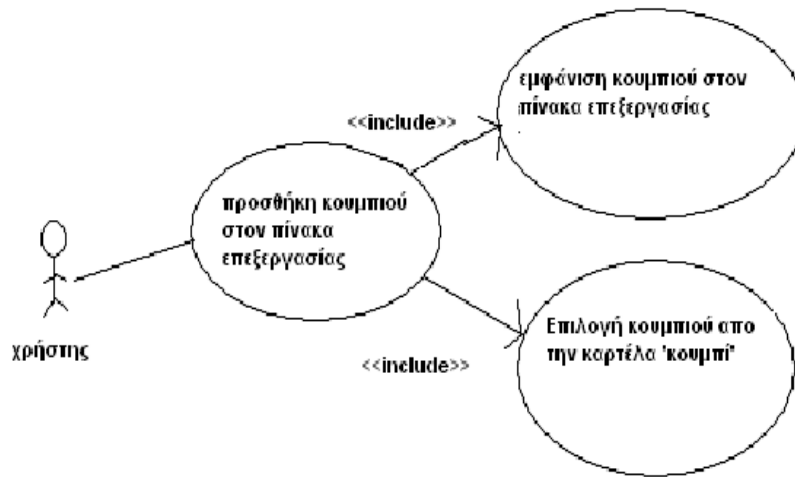 εμφάνιση κουμπιού στον
πίνακα επεξεργασίας
<<include>>
προσθήκη κουμπιού
στον πίνακα
επεξεργασίας
χρήστης
<<include>>
Επιλογή κουμπιού απο
την καρτέλα 'κουμπί'